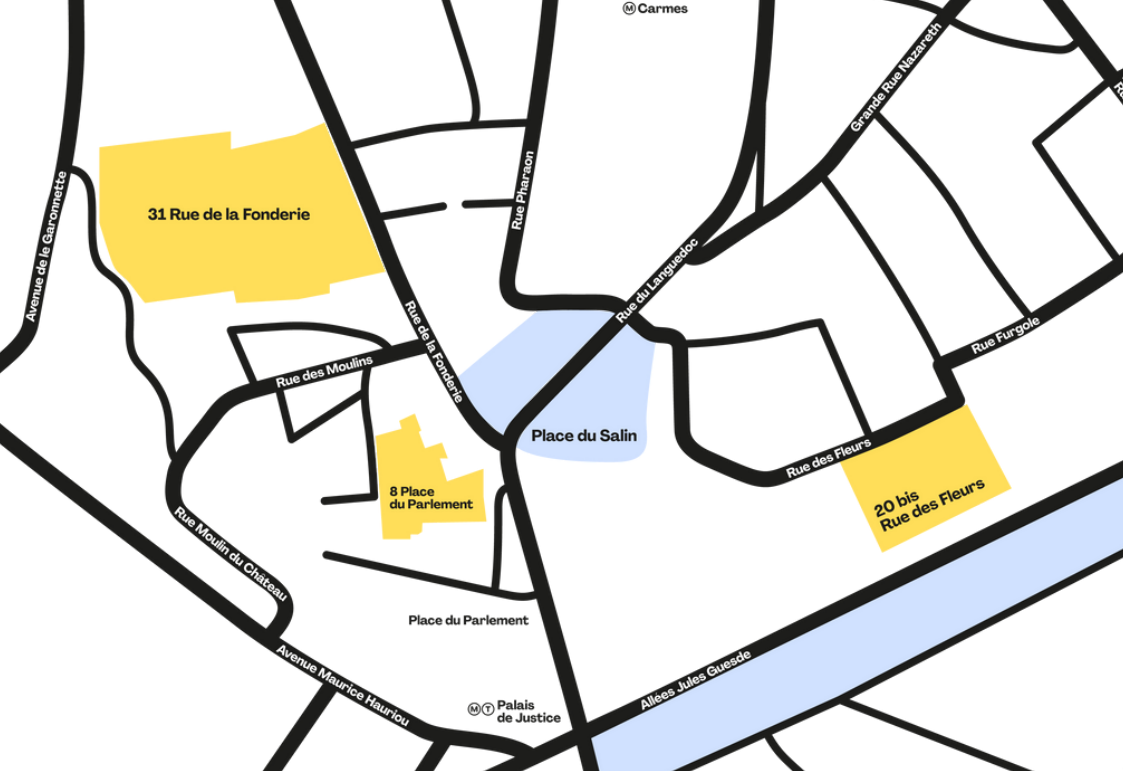 Ⓜ Carmes
Grande Rue Nazareth
Avenue de le Garonnette
31 Rue de la Fonderie
Rue Pharaon
Rue du Languedoc
Rue de la Fonderie
Rue Furgole
Rue des Moulins
Place du Salin
Rue des Fleurs
8 Place
du Parlement
20 bis
Rue des Fleurs
Rue Moulin du Château
Place du Parlement
Avenue Maurice Hauriou
Allées Jules Guesde
Ⓜ Ⓣ Palais
de Justice